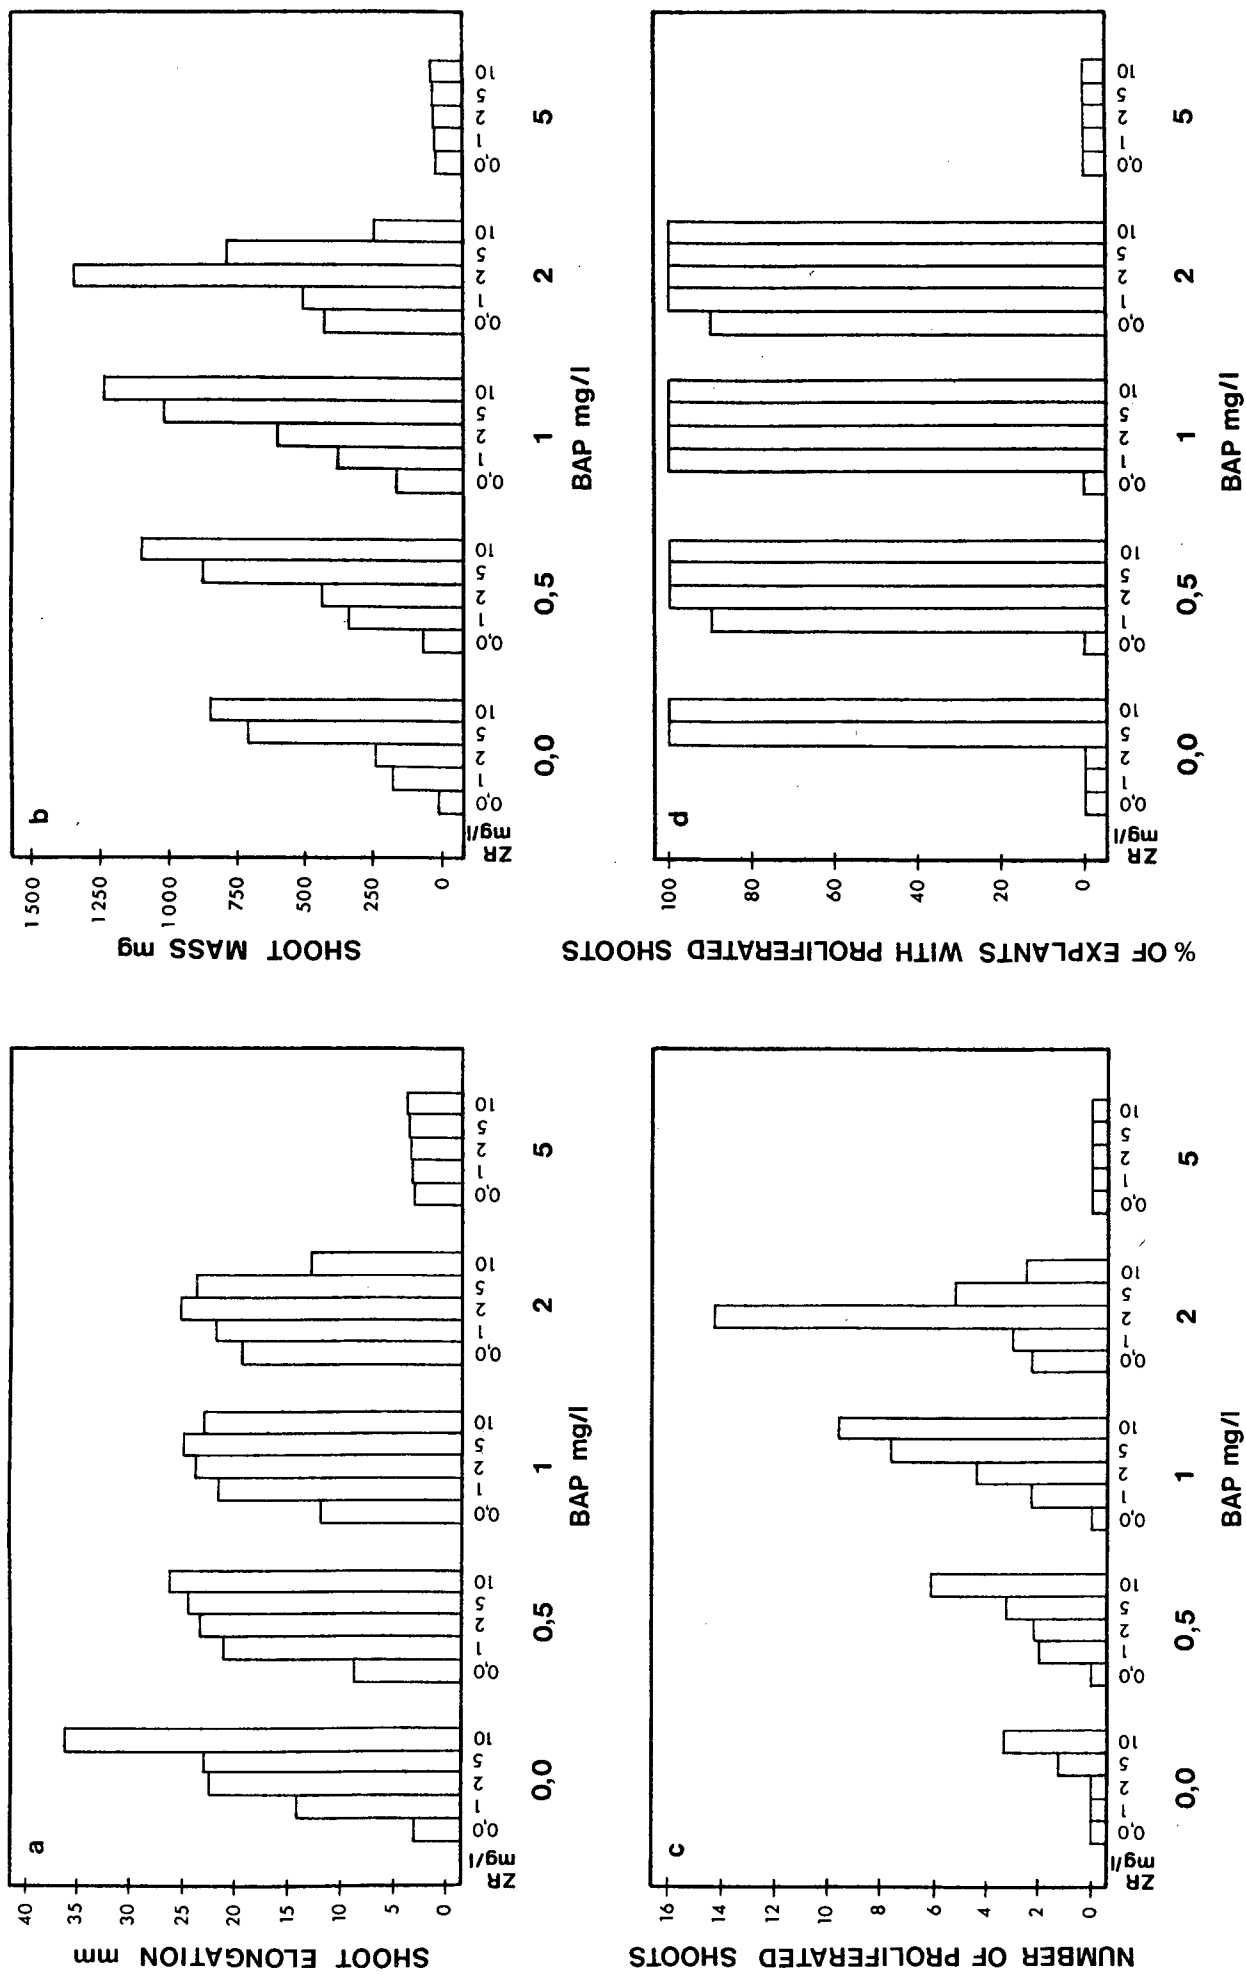 a
SHOOT ELONGATION mm
40
35
30
25
20
15
10
5
0
ZR
mg/l
0,0 1 2 5 10 0,0 1 2 5 10 0,0 1 2 5 10 0,0 1 2 5 10 0,0 1 2 5 10
0,0 0,5 1 2 5
BAP mg/l
b
SHOOT MASS mg
1500
1250
1000
750
500
250
0
ZR
mg/l
0,0 1 2 5 10 0,0 1 2 5 10 0,0 1 2 5 10 0,0 1 2 5 10 0,0 1 2 5 10
0,0 0,5 1 2 5
BAP mg/l
c
NUMBER OF PROLIFERATED SHOOTS
16
14
12
10
8
6
4
2
0
ZR
mg/l
0,0 1 2 5 10 0,0 1 2 5 10 0,0 1 2 5 10 0,0 1 2 5 10 0,0 1 2 5 10
0,0 0,5 1 2 5
BAP mg/l
d
% OF EXPLANTS WITH PROLIFERATED SHOOTS
100
80
60
40
20
0
ZR
mg/l
0,0 1 2 5 10 0,0 1 2 5 10 0,0 1 2 5 10 0,0 1 2 5 10 0,0 1 2 5 10
0,0 0,5 1 2 5
BAP mg/l